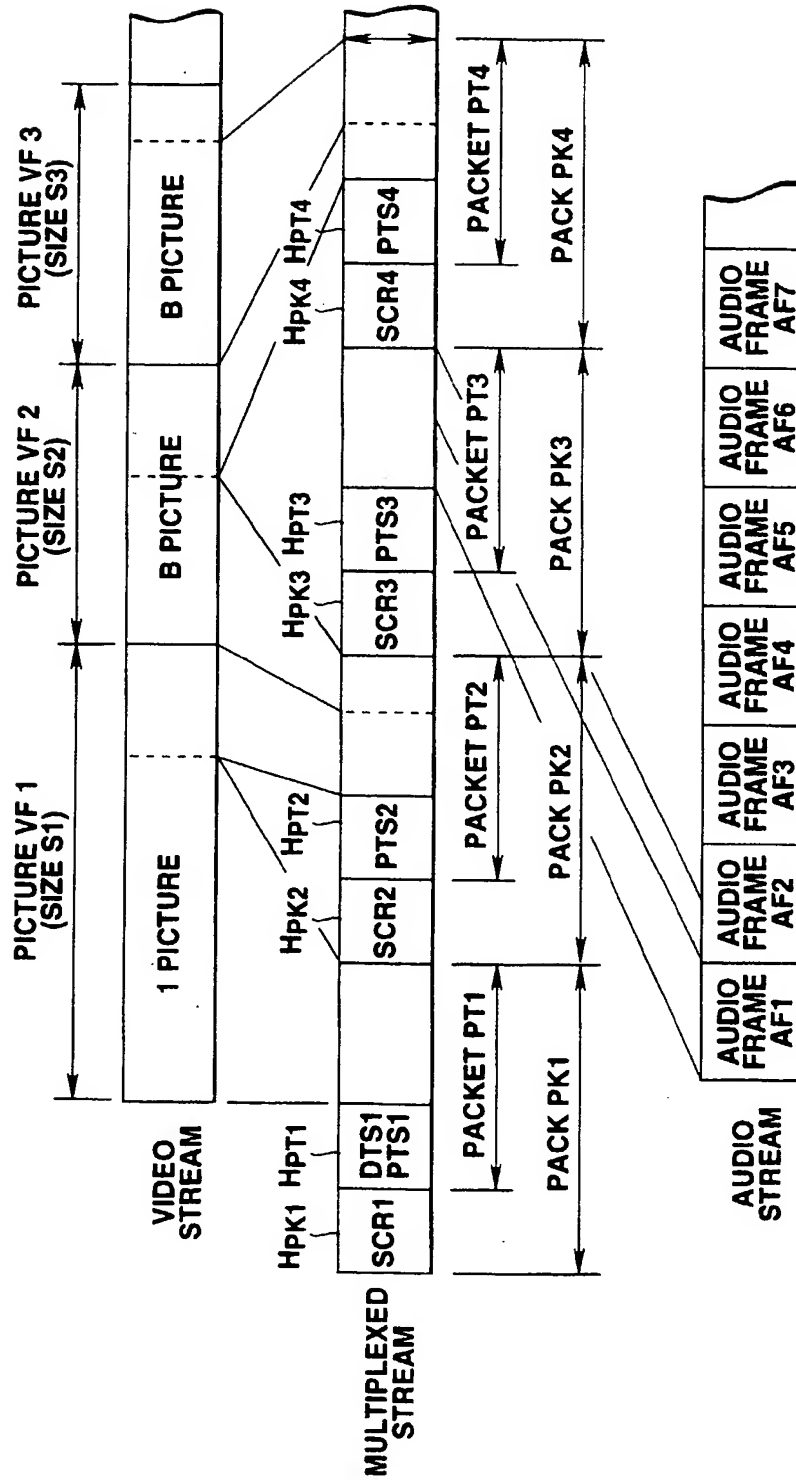 PICTURE VF 1
(SIZE S1)
PICTURE VF 2
(SIZE S2)
PICTURE VF 3
(SIZE S3)
VIDEO
STREAM
1 PICTURE
B PICTURE
B PICTURE
HPK1
HPT1
HPK2
HPT2
HPK3
HPT3
HPK4
HPT4
MULTIPLEXED
STREAM
SCR1
DTS1
PTS1
SCR2
PTS2
SCR3
PTS3
SCR4
PTS4
PACKET PT1
PACKET PT2
PACKET PT3
PACKET PT4
PACK PK1
PACK PK2
PACK PK3
PACK PK4
AUDIO
STREAM
AUDIO
FRAME
AF1
AUDIO
FRAME
AF2
AUDIO
FRAME
AF3
AUDIO
FRAME
AF4
AUDIO
FRAME
AF5
AUDIO
FRAME
AF6
AUDIO
FRAME
AF7